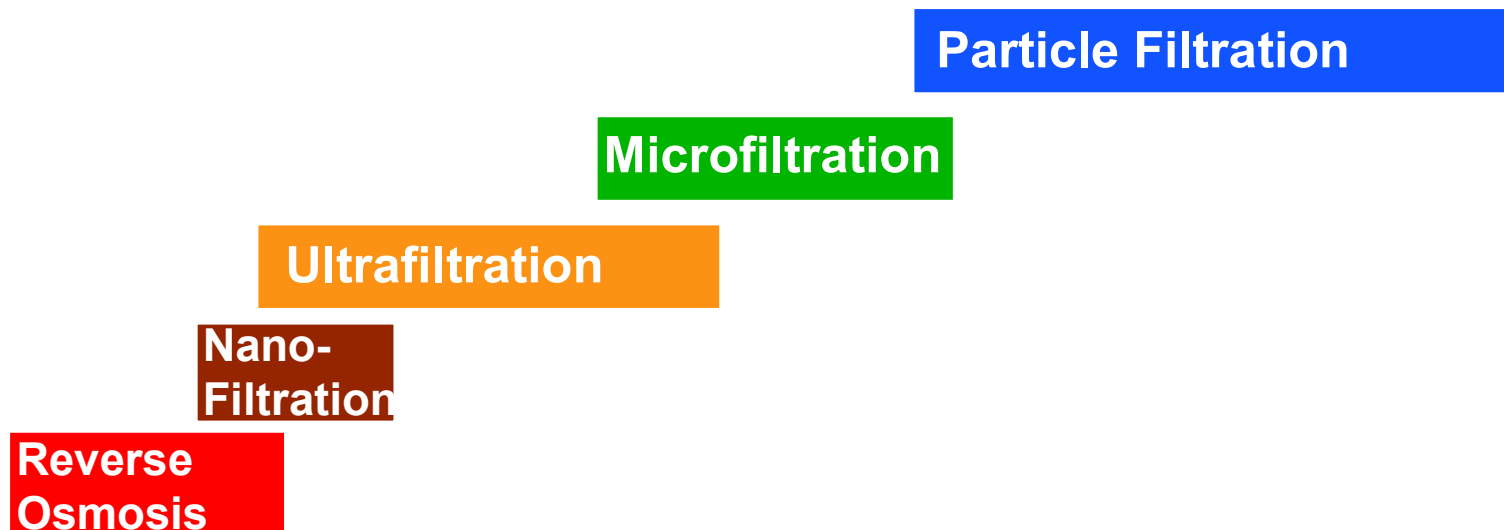 Particle Filtration
Microfiltration
Ultrafiltration
Nano-
Filtration
Reverse
Osmosis